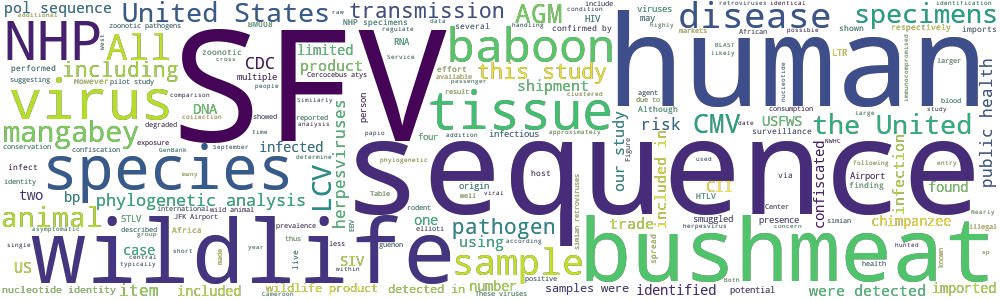 pol sequence
zoonotic pathogens
United States
BMD08
raw
transmission
NHP specimens
regulate
data
several
AGM
include
condition
HIV
retroviruses identical
viruses
may
disease
African
possible
identification
specimens
shown
respectively
imports
NHP
All
West
zoonotic
cross
RNA
Service
limited
product
CDC
multiple
people
Cercocebus atys
baboon
handling
confirmed by
highly
markets
human
BLAST
likely
LTR
larger
public health
performed
suggesting
including
However
pilot study
SFV
effort
available
passenger
this study
shipment
nucleotide
immunocompromised
virus
comparison
DNA
collection
Similarly
reported
analysis
person
result
clustered
tissue
agent
due to
Although
risk
CMV
consumption
date
USFWS
surveillance
blood
study
large
the United
mangabey
degraded
exposure
showed
time
papio
four
addition
infectious
approximately
our study
Figure
NWHC
conservation
confiscation
GenBank
September
infected
determine
herpesviruses
phylogenetic
sequence
infect
identity
species
many
host
used
via
confiscated
Airport
finding
following
entry
two
bp
phylogenetic analysis
LCV
Table
rodent
origin
well
viral
included in
cli
HTLV
Center
infection
found
animal
STLV
international
wild animal
JFK Airport
prevalence
ellioti
one
pathogen
simian retroviruses
trade
smuggled
herpesvirus
presence
concern
simian
chimpanzee
Nearly
illegal
asymptomatic
described
group
Africa
thus
guenon
EBV
using
according
spread
hunted
single
case
central
typically
short
made
year
live
less
SIV
within
positive
sample
wildlife
bushmeat
health
known
sp
US
nucleotide identity
item
included
wildlife product
cameroon
detected in
number
These viruses
samples were
identified
Both
potential
were detected
imported